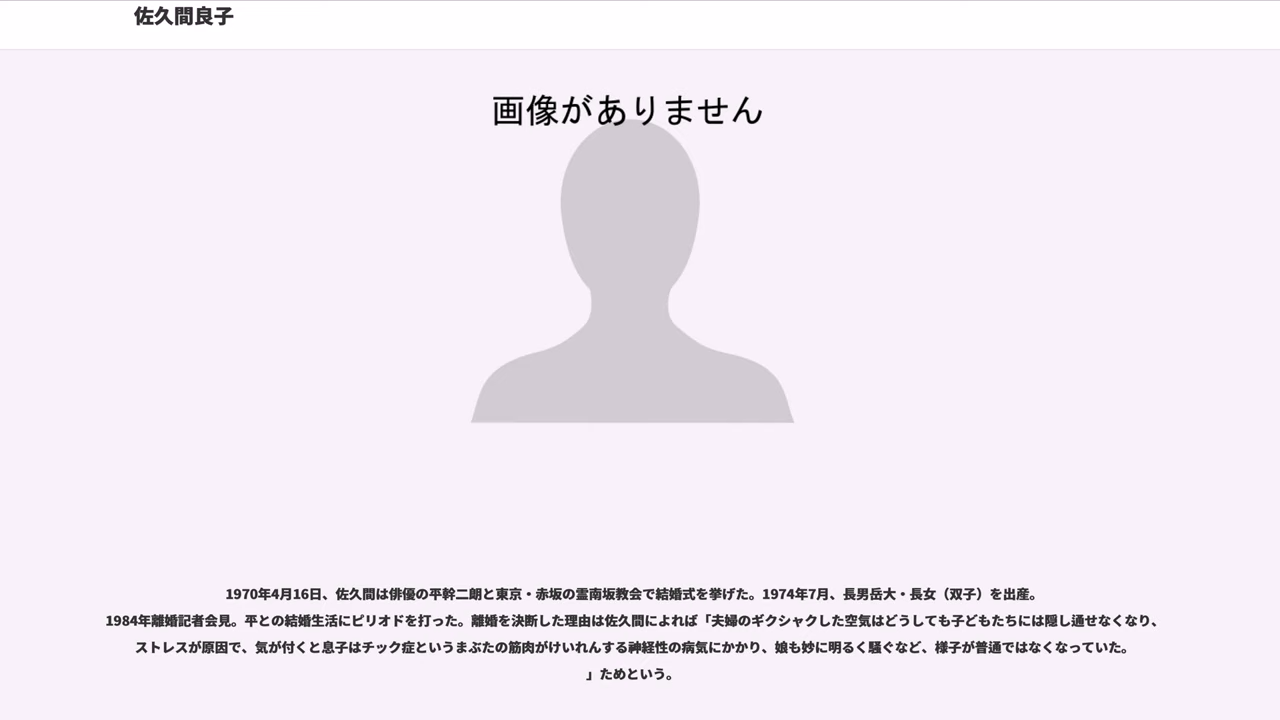 佐久間良子
画像がありません
1970年4月16日、佐久間は俳優の平幹二朗と東京・赤坂の霊南坂教会で結婚式を挙げた。1974年7月、長男岳大・長女（双子）を出産。
1984年離婚記者会見。平との結婚生活にピリオドを打った。離婚を決断した理由は佐久間によれば「夫婦のギクシャクした空気はどうしても子どもたちには隠し通せなくなり、
ストレスが原因で、気が付くと息子はチック症というまぶたの筋肉がけいれんする神経性の病気にかかり、娘も妙に明るく騒ぐなど、様子が普通ではなくなっていた。
」ためという。